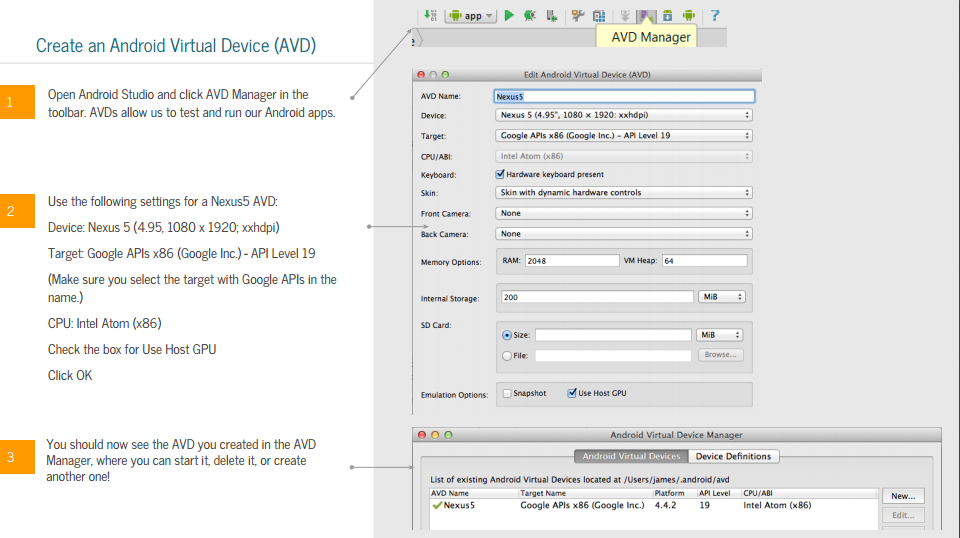 Create an Android Virtual Device (AVD)
1
Open Android Studio and click AVD Manager in the
toolbar. AVDs allow us to test and run our Android apps.
2
Use the following settings for a Nexus5 AVD:
Device: Nexus 5 (4.95, 1080 x 1920; xxhdpi)
Target: Google APIs x86 (Google Inc.) - API Level 19
(Make sure you select the target with Google APIs in the
name.)
CPU: Intel Atom (x86)
Check the box for Use Host GPU
Click OK
3
You should now see the AVD you created in the AVD
Manager, where you can start it, delete it, or create
another one!
app
?
AVD Manager
Edit Android Virtual Device (AVD)
AVD Name: Nexus5
Device: Nexus 5 (4.95", 1080 × 1920: xxhdpi)
Target: Google APIs x86 (Google Inc.) - API Level 19
CPU/ABI: Intel Atom (x86)
Keyboard: Hardware keyboard present
Skin: Skin with dynamic hardware controls
Front Camera: None
Back Camera: None
Memory Options: RAM: 2048 VM Heap: 64
Internal Storage: 200 MiB
SD Card:
Size: MiB
File: Browse...
Emulation Options: Snapshot Use Host GPU
Android Virtual Device Manager
Android Virtual Devices Device Definitions
List of existing Android Virtual Devices located at /Users/james/.android/avd
AVD Name Target Name Platform API Level CPU/ABI
Nexus5 Google APIs x86 (Google Inc.) 4.4.2 19 Intel Atom (x86)
New...
Edit...